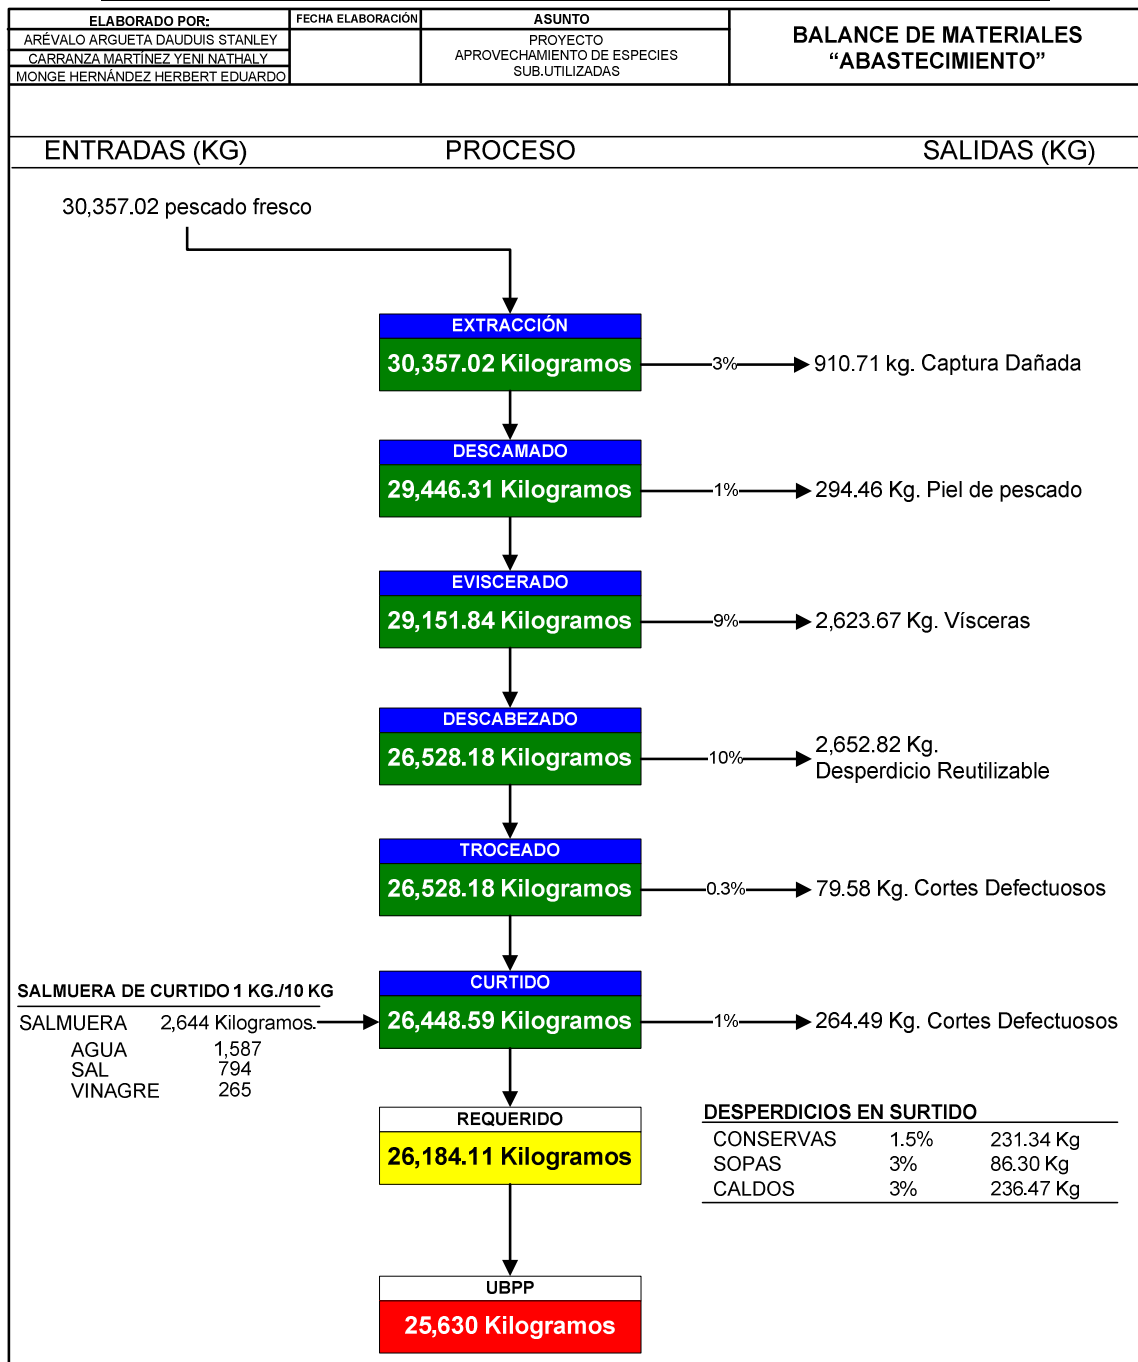 ELABORADO POR:
ARÉVALO ARGUETA DAUDUIS STANLEY
CARRANZA MARTÍNEZ YENI NATHALY
MONGE HERNÁNDEZ HERBERT EDUARDO
FECHA ELABORACIÓN
ASUNTO
PROYECTO
APROVECHAMIENTO DE ESPECIES
SUB.UTILIZADAS
BALANCE DE MATERIALES
“ABASTECIMIENTO”
ENTRADAS (KG) PROCESO SALIDAS (KG)
30,357.02 pescado fresco
EXTRACCIÓN
30,357.02 Kilogramos 3% 910.71 kg. Captura Dañada
DESCAMADO
29,446.31 Kilogramos 1% 294.46 Kg. Piel de pescado
EVISCERADO
29,151.84 Kilogramos 9% 2,623.67 Kg. Vísceras
DESCABEZADO
26,528.18 Kilogramos 10% 2,652.82 Kg.
Desperdicio Reutilizable
TROCEADO
26,528.18 Kilogramos 0.3% 79.58 Kg. Cortes Defectuosos
SALMUERA DE CURTIDO 1 KG./10 KG
SALMUERA 2,644 Kilogramos.
AGUA 1,587
SAL 794
VINAGRE 265
CURTIDO
26,448.59 Kilogramos 1% 264.49 Kg. Cortes Defectuosos
REQUERIDO
26,184.11 Kilogramos
DESPERDICIOS EN SURTIDO
CONSERVAS 1.5% 231.34 Kg
SOPAS 3% 86.30 Kg
CALDOS 3% 236.47 Kg
UBPP
25,630 Kilogramos